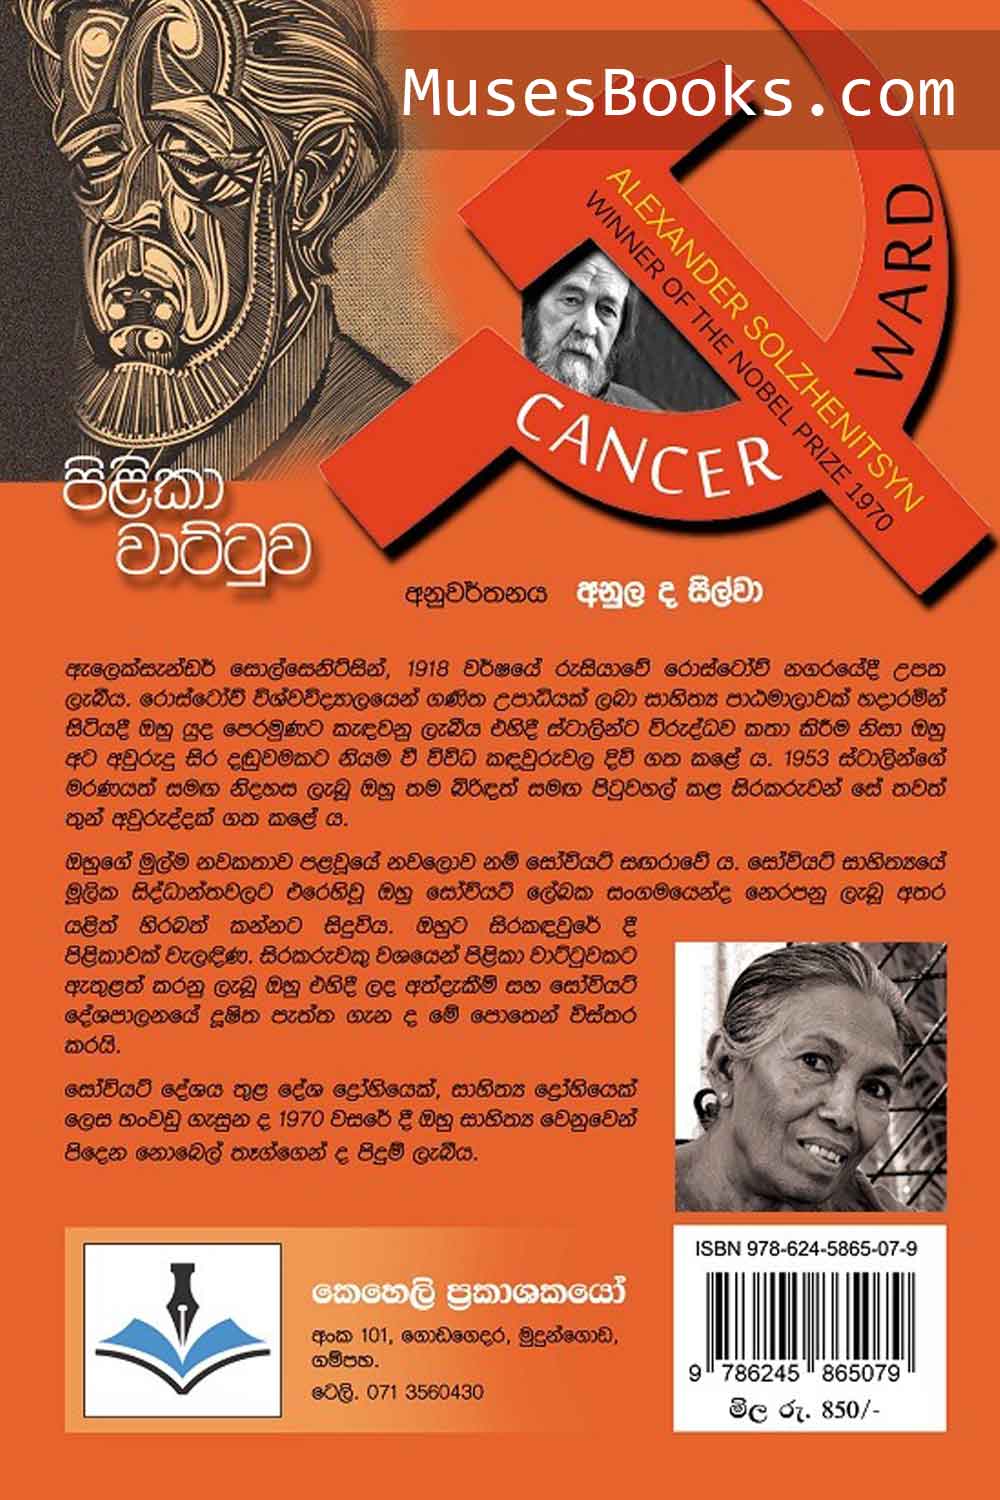 MusesBooks.com
ALEXANDER SOLZHENITSYN
WINNER OF THE NOBEL PRIZE 1970
CANCER WARD
පිළිකා
වාට්ටුව
අනුවර්තනය අනුල ද සිල්වා
ඇලෙක්සැන්ඩර් සොල්සෙනිට්සින්, 1918 වර්ෂයේ රුසියාවේ රොස්ටෝව් නගරයේදී උපත
ලැබීය. රොස්ටෝව් විශ්වවිද්‍යාලයෙන් ගණිත උපාධියක් ලබා සාහිත්‍ය පාඨමාලාවක් හදාරමින්
සිටියදී ඔහු යුද පෙරමුණට කැඳවනු ලැබීය එහිදී ස්ටාලින්ට විරුද්ධව කතා කිරීම නිසා ඔහු
අට අවුරුදු සිර දඬුවමකට නියම වී විවිධ කඳවුරුවල දිවි ගත කළේ ය. 1953 ස්ටාලින්ගේ
මරණයත් සමඟ නිදහස ලැබූ ඔහු තම බිරිඳත් සමඟ පිටුවහල් කළ සිරකරුවන් සේ තවත්
තුන් අවුරුද්දක් ගත කළේ ය.
ඔහුගේ මුල්ම නවකතාව පළවූයේ නවලොව නම් සෝවියට් සඟරාවේ ය. සෝවියට් සාහිත්‍යයේ
මූලික සිද්ධාන්තවලට එරෙහිවූ ඔහු සෝවියට් ලේඛක සංගමයෙන්ද නෙරපනු ලැබූ අතර
යළිත් හිරබත් කන්නට සිදුවිය. ඔහුට සිරකඳවුරේ දී
පිළිකාවක් වැලඳිණ. සිරකරුවකු වශයෙන් පිළිකා වාට්ටුවකට
ඇතුළත් කරනු ලැබූ ඔහු එහිදී ලද අත්දැකීම් සහ සෝවියට්
දේශපාලනයේ දූෂිත පැත්ත ගැන ද මේ පොතෙන් විස්තර
කරයි.
සෝවියට් දේශය තුළ දේශ ද්‍රෝහියෙක්, සාහිත්‍ය ද්‍රෝහියෙක්
ලෙස හංවඩු ගැසුන ද 1970 වසරේ දී ඔහු සාහිත්‍ය වෙනුවෙන්
පිදෙන නොබෙල් තෑග්ගෙන් ද පිදුම් ලැබීය.
කෙහෙලි ප්‍රකාශකයෝ
අංක 101, ගොඩගෙදර, මුදුන්ගොඩ,
ගම්පහ.
ටෙලි. 071 3560430
ISBN 978-624-5865-07-9
9 786245 865079
මිල රු. 850/-